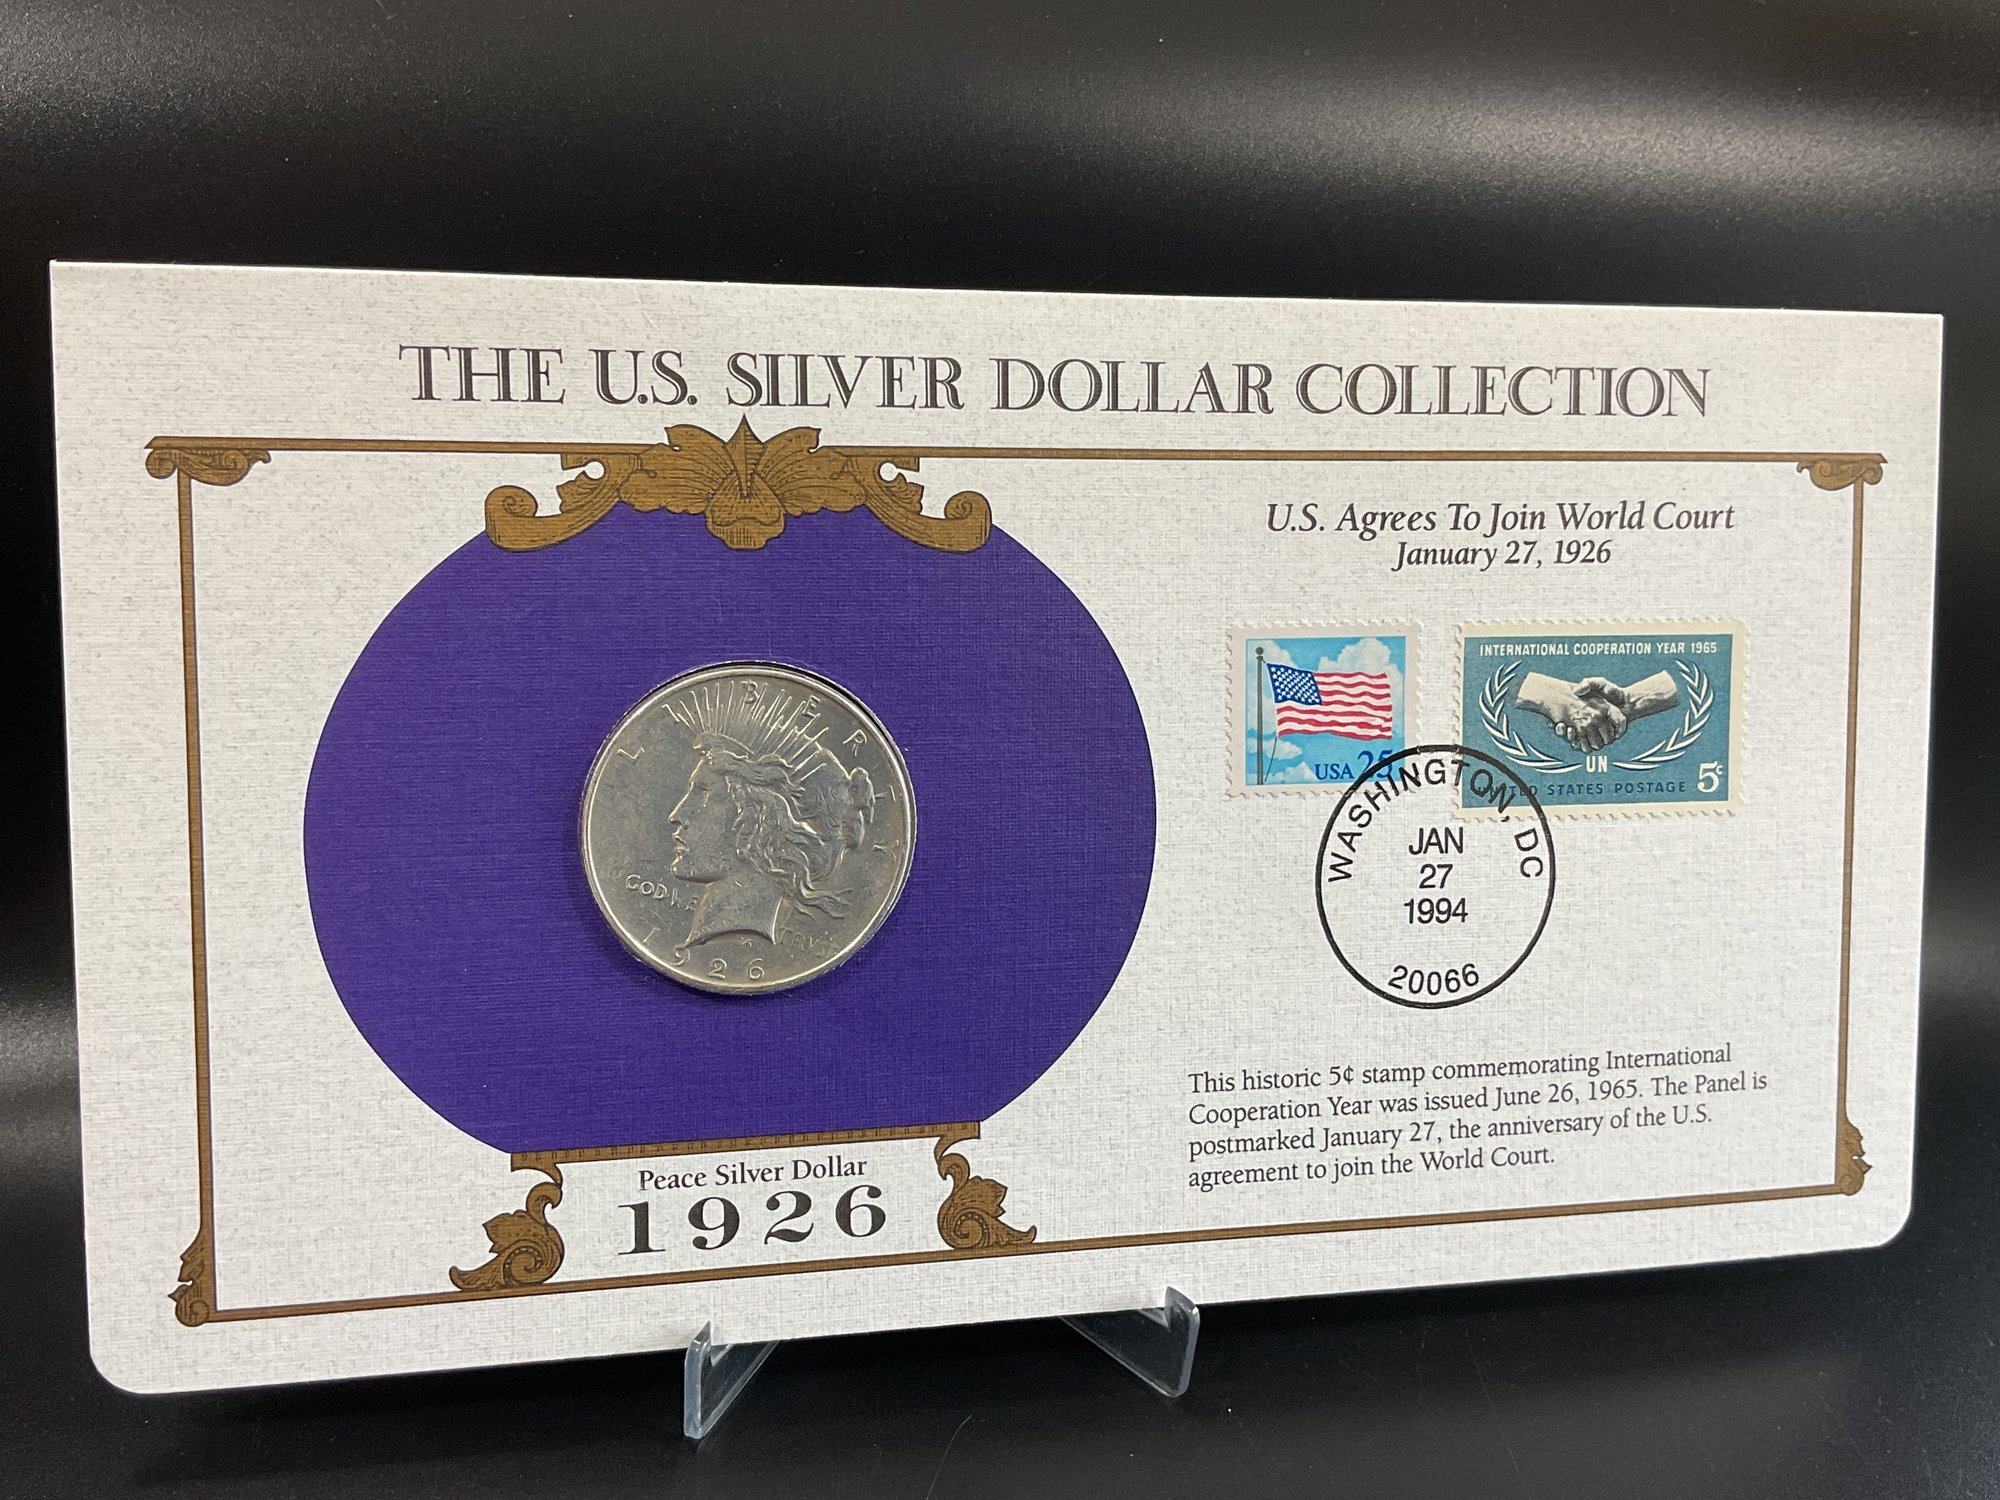 THE U.S. SILVER DOLLAR COLLECTION
LIBERTY
GOD
1926
Peace Silver Dollar
1926
U.S. Agrees To Join World Court
January 27, 1926
USA 25
INTERNATIONAL COOPERATION YEAR 1965
UN
UNITED STATES POSTAGE 5¢
WASHINGTON, DC
JAN
27
1994
20066
This historic 5¢ stamp commemorating International
Cooperation Year was issued June 26, 1965. The Panel is
postmarked January 27, the anniversary of the U.S.
agreement to join the World Court.